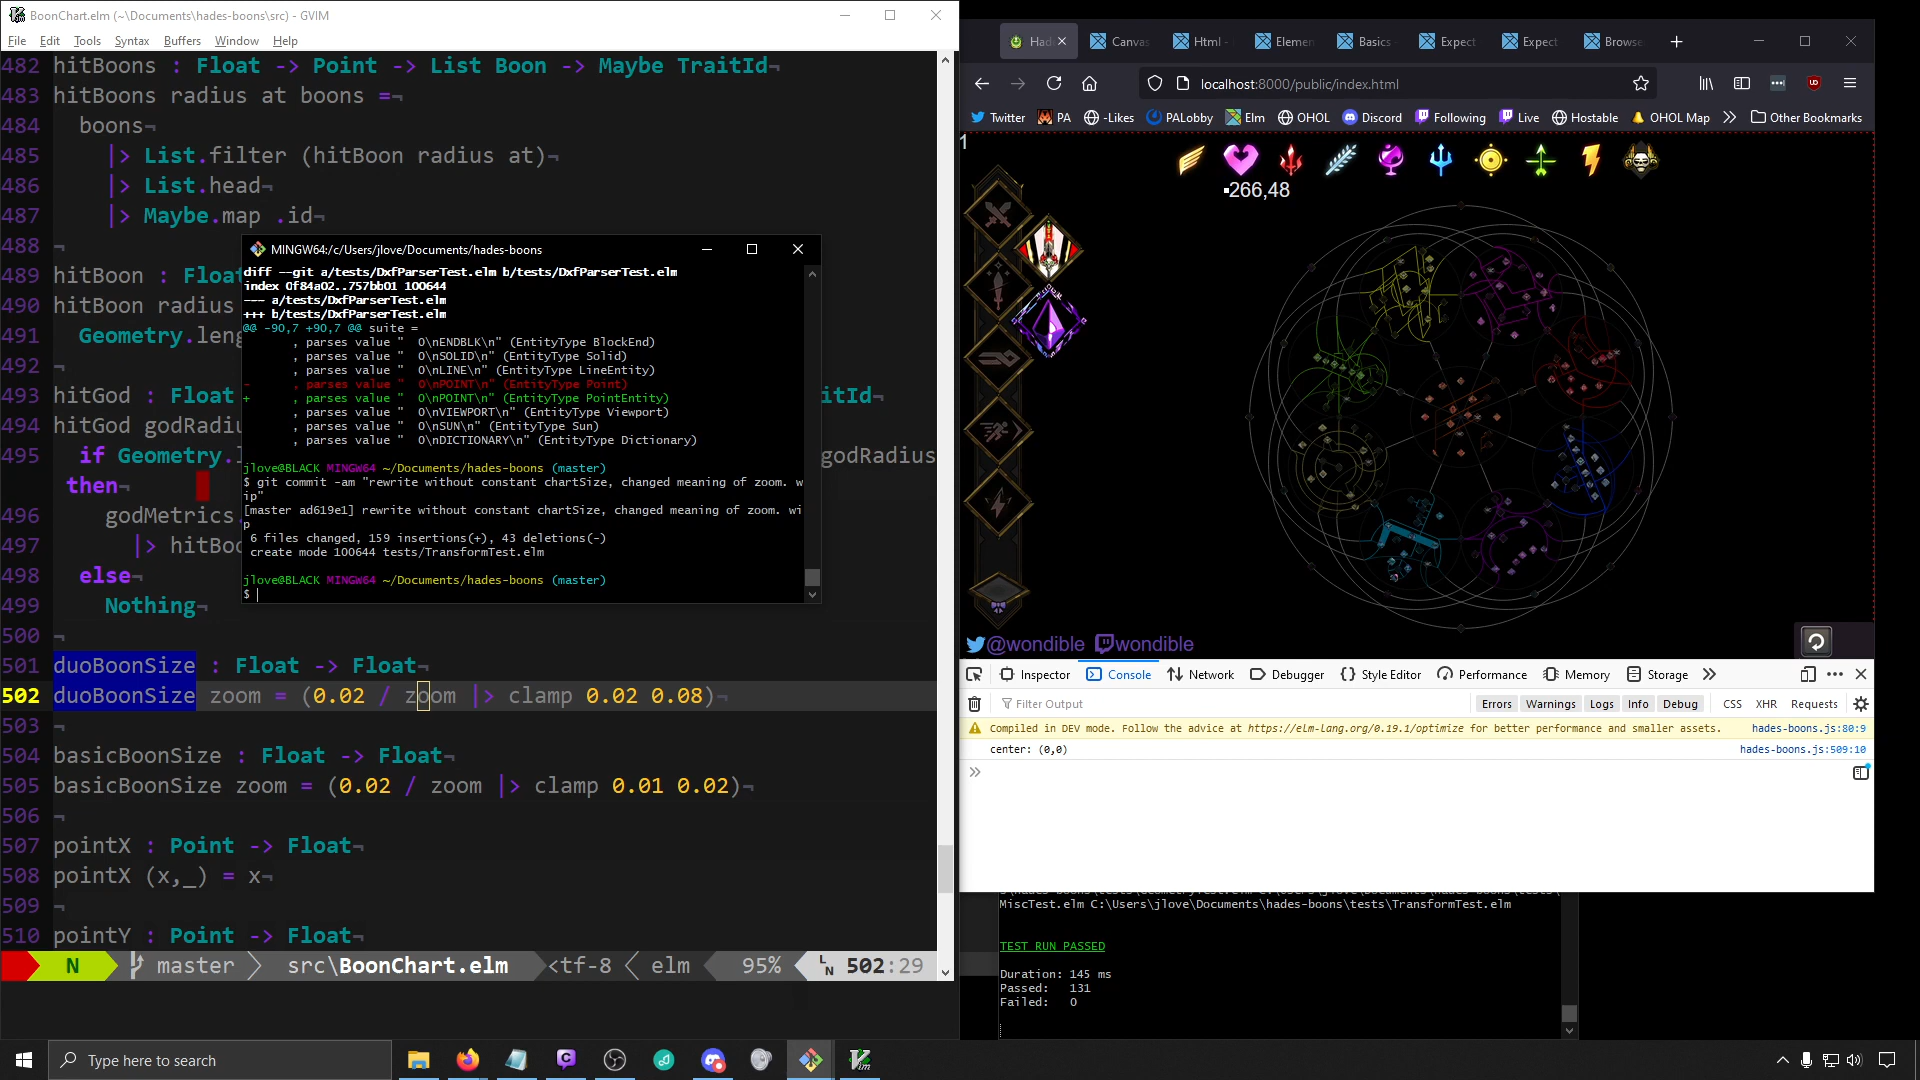 BoonChart.elm (~\Documents\hades-boons\src) - GVIM
File Edit Tools Syntax Buffers Window Help
482 hitBoons : Float -> Point -> List Boon -> Maybe TraitId¬
483 hitBoons radius at boons =¬
484   boons¬
485     |> List.filter (hitBoon radius at)¬
486     |> List.head¬
487     |> Maybe.map .id¬
488 ¬
489 hitBoon : Float
490 hitBoon radius
491   Geometry.leng
492 ¬
493 hitGod : Float
itId¬
494 hitGod godRadiu
495   if Geometry.
godRadius
then¬
496     godMetrics
497       |> hitBoo
498   else¬
499     Nothing¬
500 ¬
501 duoBoonSize : Float -> Float¬
502 duoBoonSize zoom = (0.02 / zoom |> clamp 0.02 0.08)¬
503 ¬
504 basicBoonSize : Float -> Float¬
505 basicBoonSize zoom = (0.02 / zoom |> clamp 0.01 0.02)¬
506 ¬
507 pointX : Point -> Float¬
508 pointX (x,_) = x¬
509 ¬
510 pointY : Point -> Float¬
N master src\BoonChart.elm <tf-8 elm 95% LN 502:29
MINGW64:/c/Users/jlove/Documents/hades-boons
diff --git a/tests/DxfParserTest.elm b/tests/DxfParserTest.elm
index 0f84a02..757bb01 100644
--- a/tests/DxfParserTest.elm
+++ b/tests/DxfParserTest.elm
@@ -90,7 +90,7 @@ suite =
       , parses value "  0\nENDBLK\n" (EntityType BlockEnd)
       , parses value "  0\nSOLID\n" (EntityType Solid)
       , parses value "  0\nLINE\n" (EntityType LineEntity)
-      , parses value "  0\nPOINT\n" (EntityType Point)
+      , parses value "  0\nPOINT\n" (EntityType PointEntity)
       , parses value "  0\nVIEWPORT\n" (EntityType Viewport)
       , parses value "  0\nSUN\n" (EntityType Sun)
       , parses value "  0\nDICTIONARY\n" (EntityType Dictionary)
jlove@BLACK MINGW64 ~/Documents/hades-boons (master)
$ git commit -am "rewrite without constant chartSize, changed meaning of zoom. w
ip"
[master ad619e1] rewrite without constant chartSize, changed meaning of zoom. wi
p
 6 files changed, 159 insertions(+), 43 deletions(-)
 create mode 100644 tests/TransformTest.elm
jlove@BLACK MINGW64 ~/Documents/hades-boons (master)
$
Had Canvas Html - Elemen Basics Expect Expect Browse
localhost:8000/public/index.html
Twitter PA -Likes PALobby Elm OHOL Discord Following Live Hostable OHOL Map Other Bookmarks
1
-266,48
@wondible wondible
Inspector Console Network Debugger Style Editor Performance Memory Storage
Filter Output Errors Warnings Logs Info Debug CSS XHR Requests
Compiled in DEV mode. Follow the advice at https://elm-lang.org/0.19.1/optimize for better performance and smaller assets. hades-boons.js:80:9
center: (0,0) hades-boons.js:509:10
MiscTest.elm C:\Users\jlove\Documents\hades-boons\tests\TransformTest.elm
TEST RUN PASSED
Duration: 145 ms
Passed:   131
Failed:   0
Type here to search